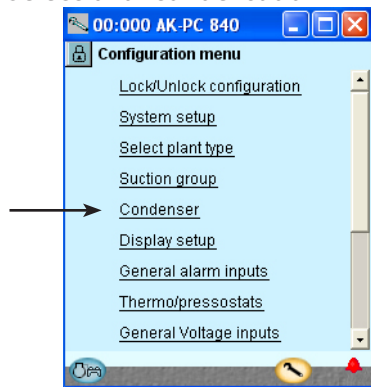 00:000 AK-PC 840
Configuration menu
Lock/Unlock configuration
System setup
Select plant type
Suction group
Condenser
Display setup
General alarm inputs
Thermo/pressostats
General Voltage inputs